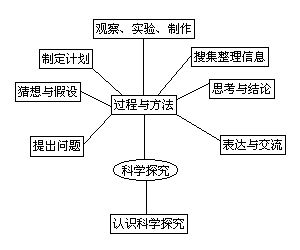 观察、实验、制作
制定计划
搜集整理信息
猜想与假设
思考与结论
过程与方法
提出问题
表达与交流
科学探究
认识科学探究